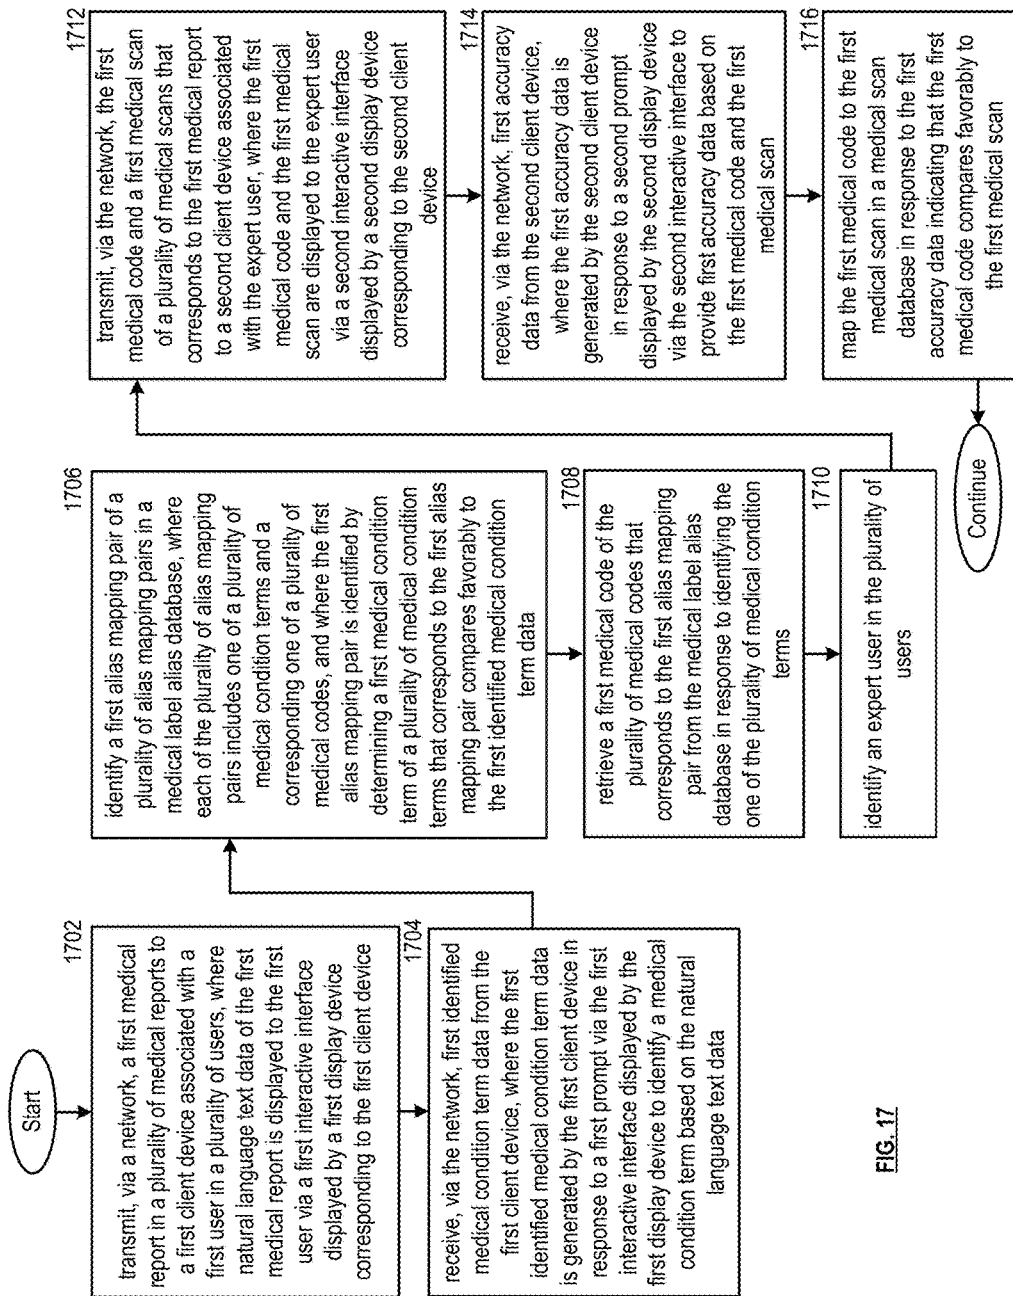 Start
1702
transmit, via a network, a first medical
report in a plurality of medical reports to
a first client device associated with a
first user in a plurality of users, where
natural language text data of the first
medical report is displayed to the first
user via a first interactive interface
displayed by a first display device
corresponding to the first client device
1704
receive, via the network, first identified
medical condition term data from the
first client device, where the first
identified medical condition term data
is generated by the first client device in
response to a first prompt via the first
interactive interface displayed by the
first display device to identify a medical
condition term based on the natural
language text data
1706
identify a first alias mapping pair of a
plurality of alias mapping pairs in a
medical label alias database, where
each of the plurality of alias mapping
pairs includes one of a plurality of
medical condition terms and a
corresponding one of a plurality of
medical codes, and where the first
alias mapping pair is identified by
determining a first medical condition
term of a plurality of medical condition
terms that corresponds to the first alias
mapping pair compares favorably to
the first identified medical condition
term data
1708
retrieve a first medical code of the
plurality of medical codes that
corresponds to the first alias mapping
pair from the medical label alias
database in response to identifying the
one of the plurality of medical condition
terms
1710
identify an expert user in the plurality of
users
1712
transmit, via the network, the first
medical code and a first medical scan
of a plurality of medical scans that
corresponds to the first medical report
to a second client device associated
with the expert user, where the first
medical code and the first medical
scan are displayed to the expert user
via a second interactive interface
displayed by a second display device
corresponding to the second client
device
1714
receive, via the network, first accuracy
data from the second client device,
where the first accuracy data is
generated by the second client device
in response to a second prompt
displayed by the second display device
via the second interactive interface to
provide first accuracy data based on
the first medical code and the first
medical scan
1716
map the first medical code to the first
medical scan in a medical scan
database in response to the first
accuracy data indicating that the first
medical code compares favorably to
the first medical scan
Continue
FIG. 17